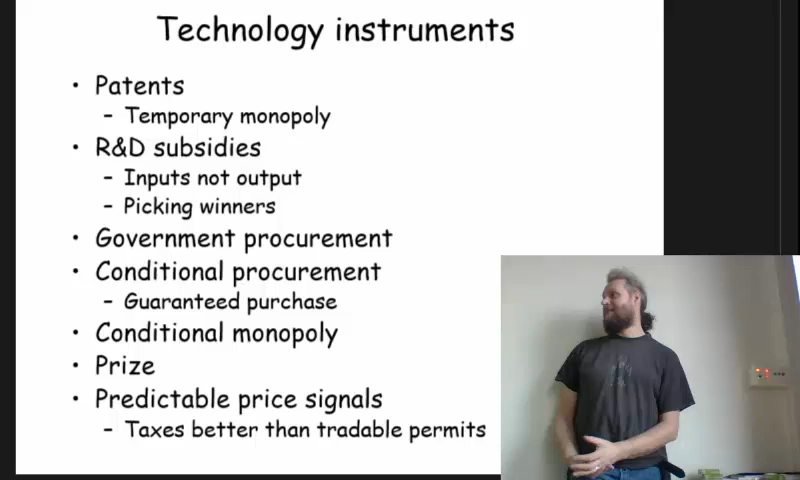 Technology instruments
• Patents
– Temporary monopoly
• R&D subsidies
– Inputs not output
– Picking winners
• Government procurement
• Conditional procurement
– Guaranteed purchase
• Conditional monopoly
• Prize
• Predictable price signals
– Taxes better than tradable permits